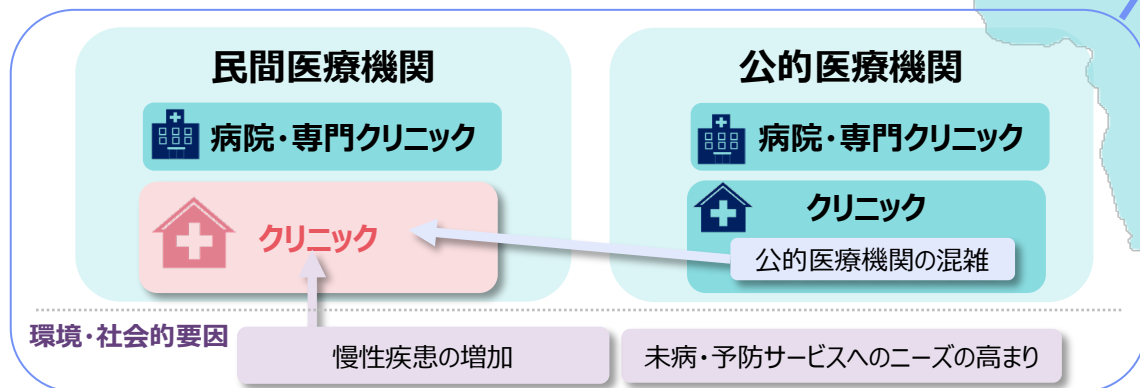 民間医療機関
公的医療機関
病院・専門クリニック
病院・専門クリニック
クリニック
クリニック
公的医療機関の混雑
環境・社会的要因
慢性疾患の増加
未病・予防サービスへのニーズの高まり